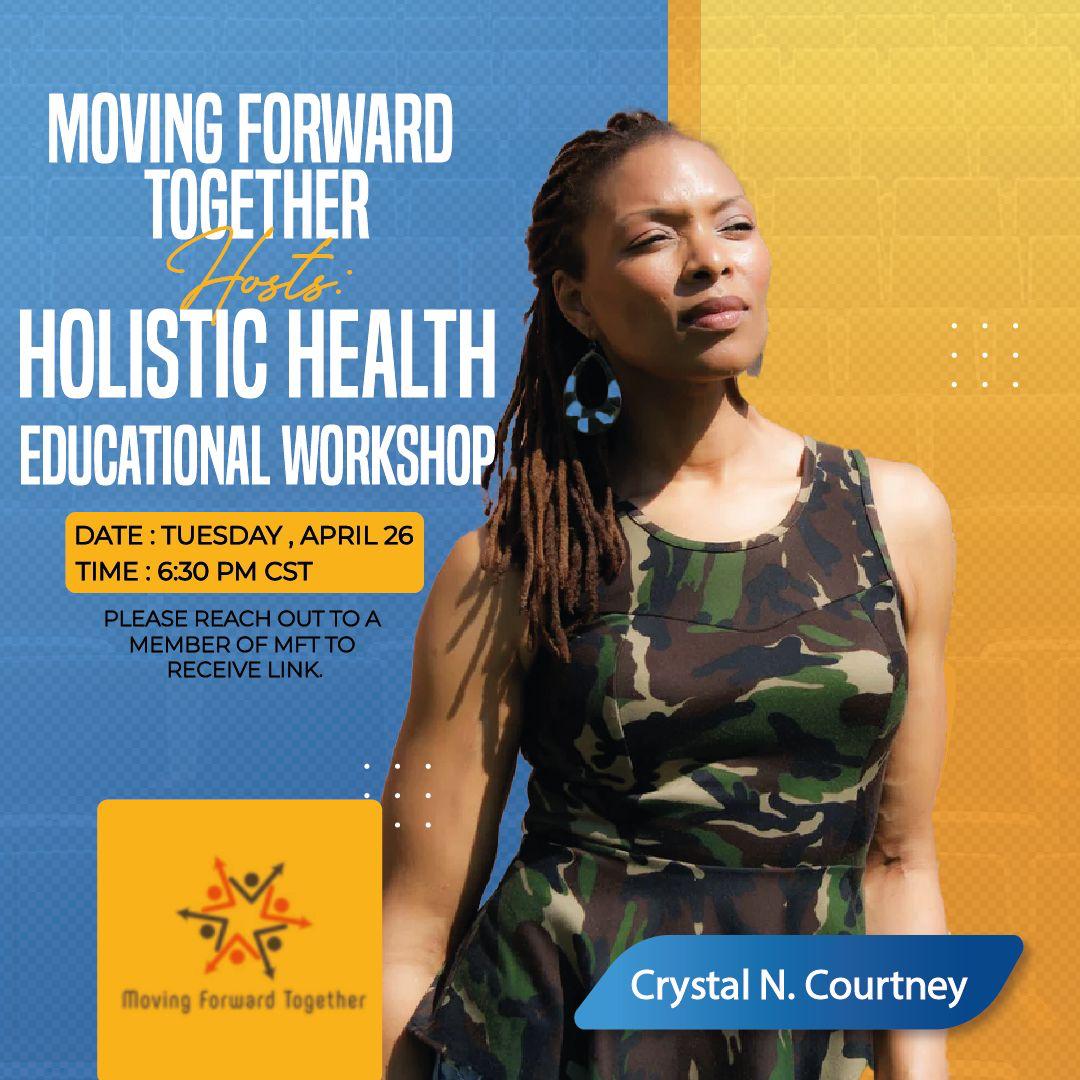 MOVING FORWARD
TOGETHER
Hosts:
HOLISTIC HEALTH
EDUCATIONAL WORKSHOP
DATE : TUESDAY , APRIL 26
TIME : 6:30 PM CST
PLEASE REACH OUT TO A
MEMBER OF MFT TO
RECEIVE LINK.
Moving Forward Together
Crystal N. Courtney